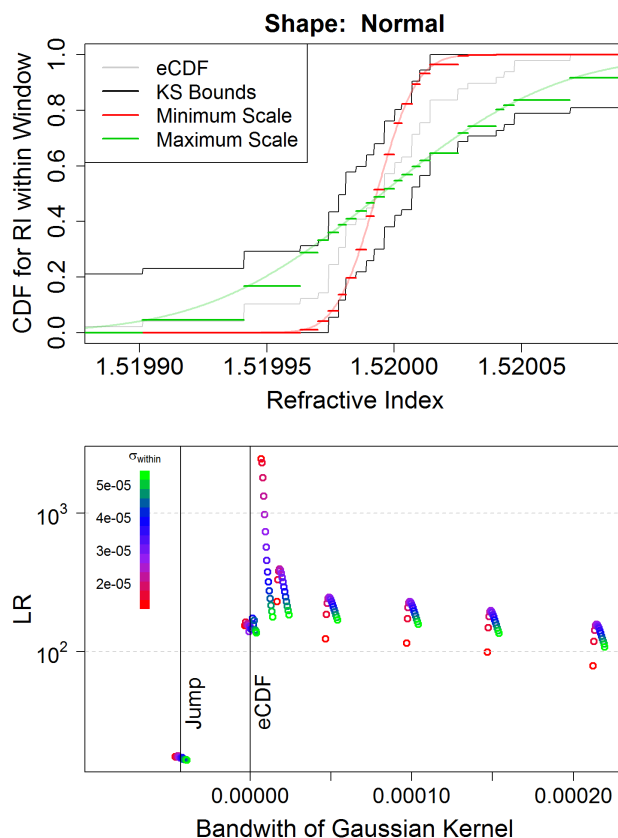 Shape: Normal
CDF for RI within Window
1.0
0.8
0.6
0.4
0.2
0.0
eCDF
KS Bounds
Minimum Scale
Maximum Scale
1.51990
1.51995
1.52000
1.52005
Refractive Index
LR
10³
10²
σwithin
5e-05
4e-05
3e-05
2e-05
Jump
eCDF
0.00000
0.00010
0.00020
Bandwith of Gaussian Kernel